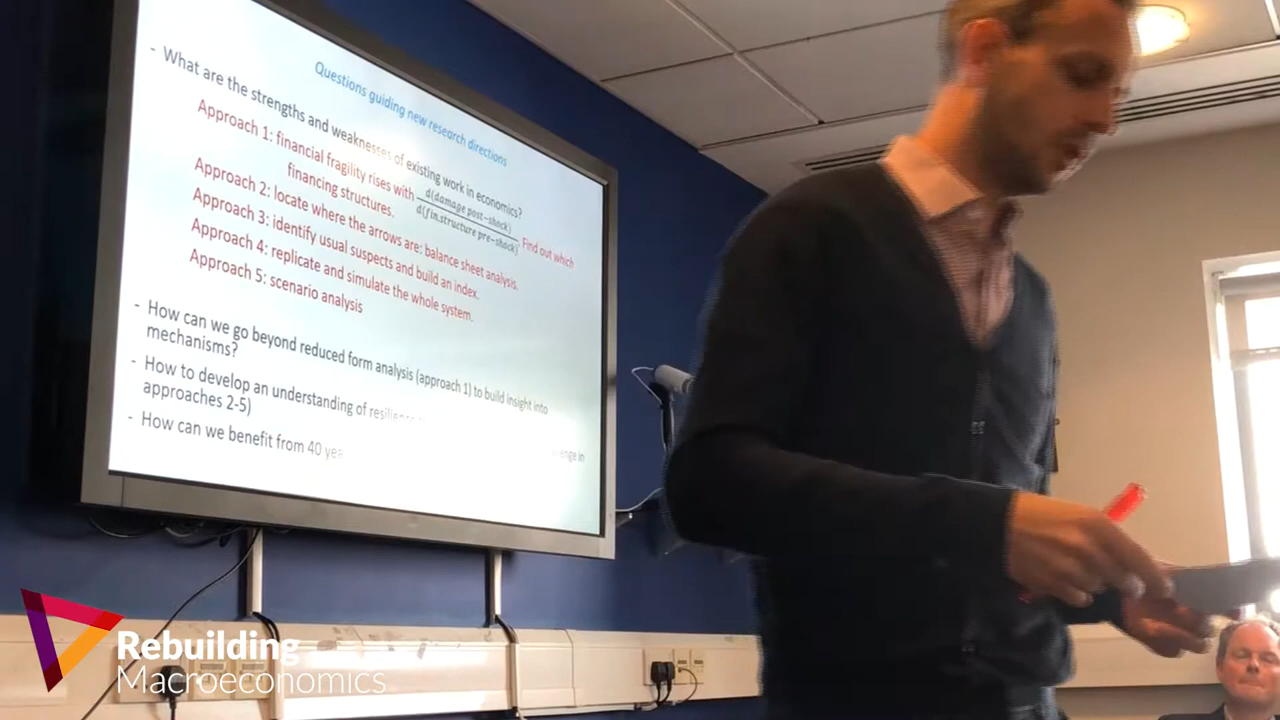 Questions guiding new research directions
- What are the strengths and weaknesses of existing work in economics?
Approach 1: financial fragility rises with d(damage post-shock) / d(fin.structure pre-shock). Find out which
financing structures.
Approach 2: locate where the arrows are: balance sheet analysis.
Approach 3: identify usual suspects and build an index.
Approach 4: replicate and simulate the whole system.
Approach 5: scenario analysis
- How can we go beyond reduced form analysis (approach 1) to build insight into
mechanisms?
- How to develop an understanding of resilience
approaches 2-5)
- How can we benefit from 40 in
Rebuilding
Macroeconomics